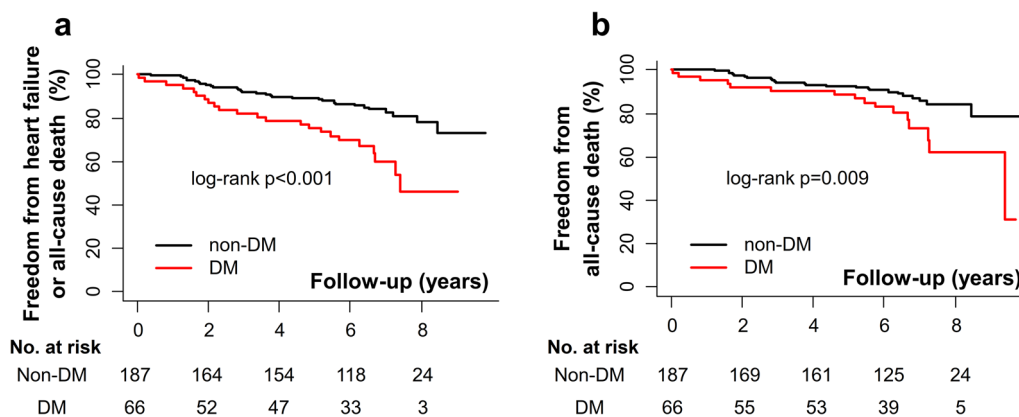 a
Freedom from heart failure
or all-cause death (%)
100
80
60
40
20
0
log-rank p<0.001
non-DM
DM
Follow-up (years)
0 2 4 6 8
No. at risk
Non-DM 187 164 154 118 24
DM 66 52 47 33 3
b
Freedom from
all-cause death (%)
100
80
60
40
20
0
log-rank p=0.009
non-DM
DM
Follow-up (years)
0 2 4 6 8
No. at risk
Non-DM 187 169 161 125 24
DM 66 55 53 39 5